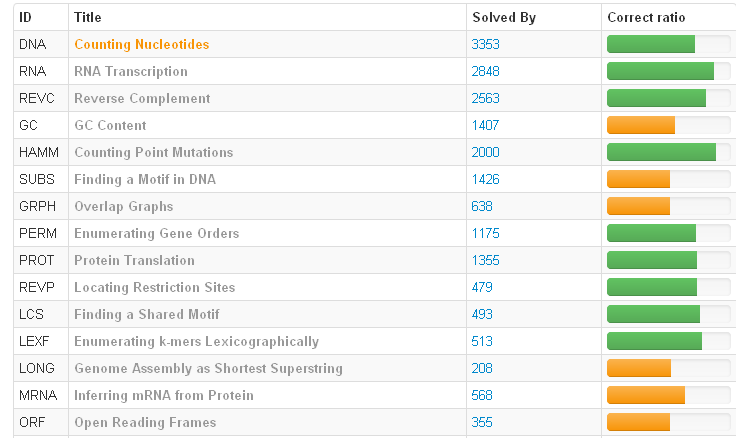 ID Title Solved By Correct ratio
DNA Counting Nucleotides 3353
RNA RNA Transcription 2848
REVC Reverse Complement 2563
GC GC Content 1407
HAMM Counting Point Mutations 2000
SUBS Finding a Motif in DNA 1426
GRPH Overlap Graphs 638
PERM Enumerating Gene Orders 1175
PROT Protein Translation 1355
REVP Locating Restriction Sites 479
LCS Finding a Shared Motif 493
LEXF Enumerating k-mers Lexicographically 513
LONG Genome Assembly as Shortest Superstring 208
MRNA Inferring mRNA from Protein 568
ORF Open Reading Frames 355